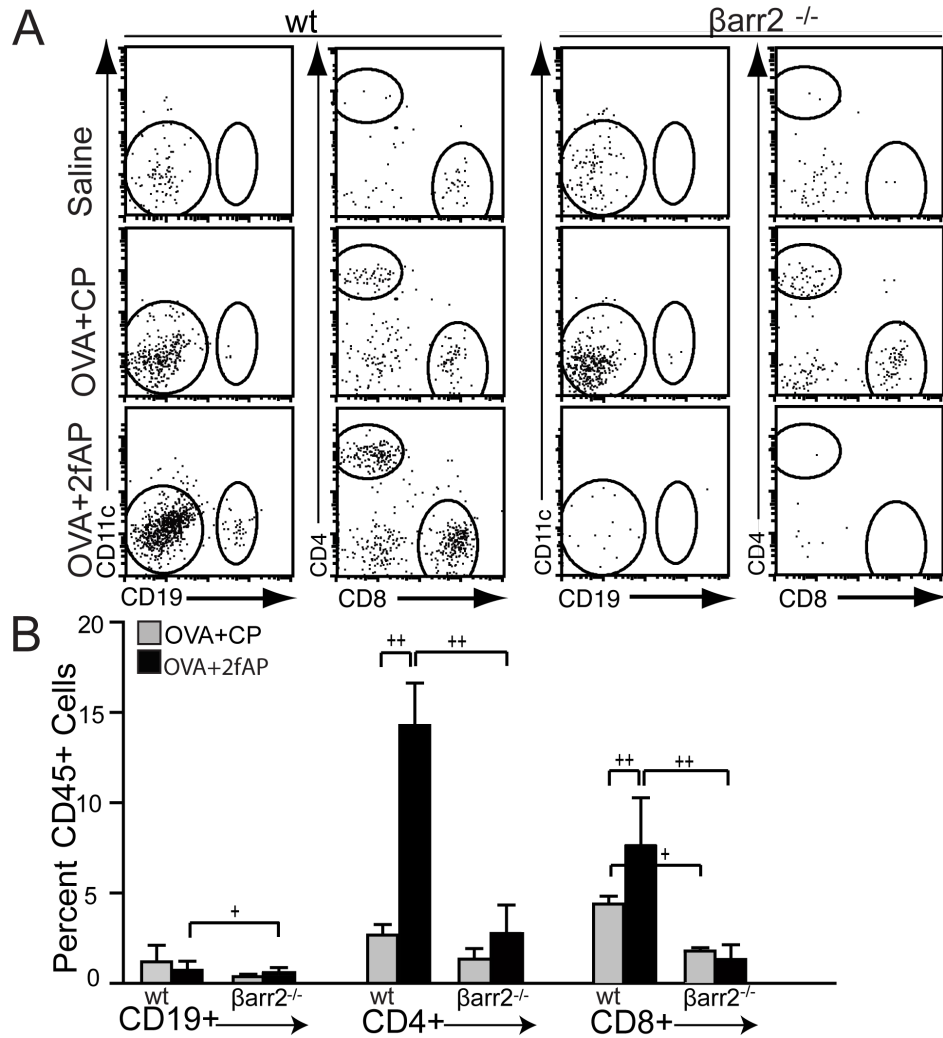 A
wt
βarr2 -/-
Saline
OVA+CP
OVA+2fAP
CD11c
CD4
CD11c
CD4
CD19
CD8
CD19
CD8
B
Percent CD45+ Cells
20
15
10
5
0
OVA+CP
OVA+2fAP
+
++
++
++
++
+
wt
βarr2-/-
wt
βarr2-/-
wt
βarr2-/-
CD19+
CD4+
CD8+